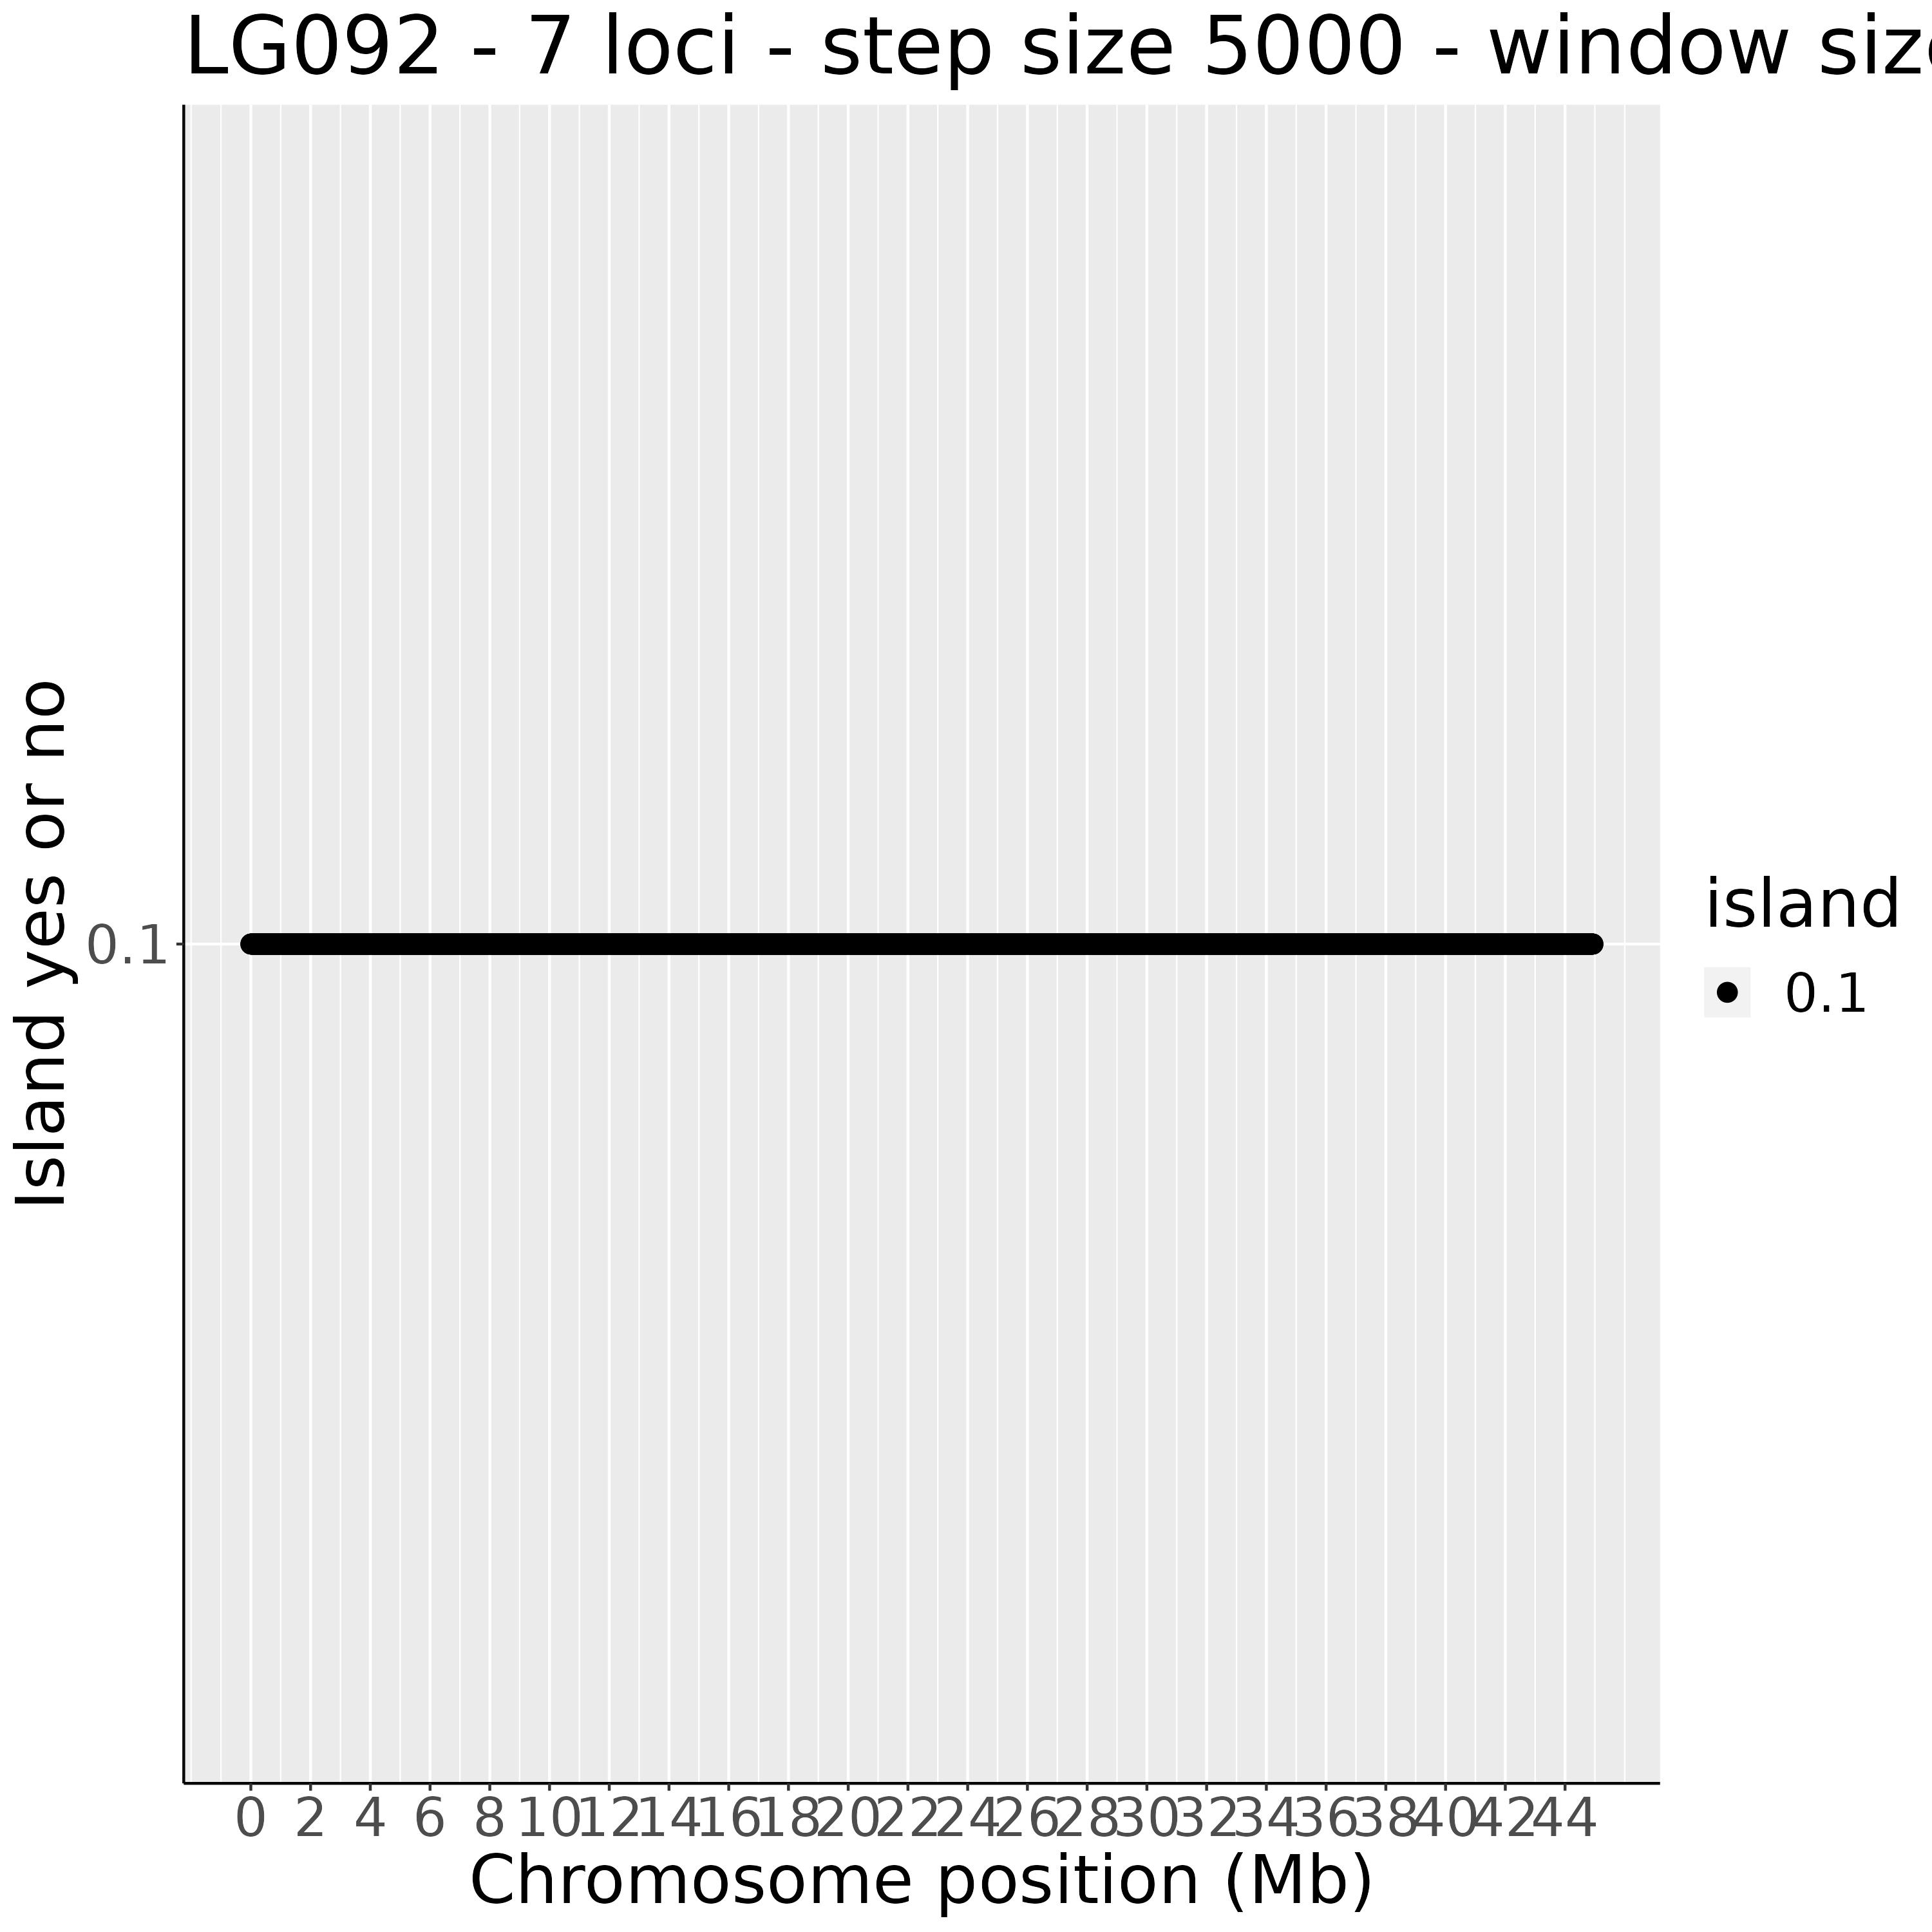 LG092 - 7 loci - step size 5000 - window size
Island yes or no
0.1
island
0.1
0 2 4 6 8 10 12 14 16 18 20 22 24 26 28 30 32 34 36 38 40 42 44
Chromosome position (Mb)